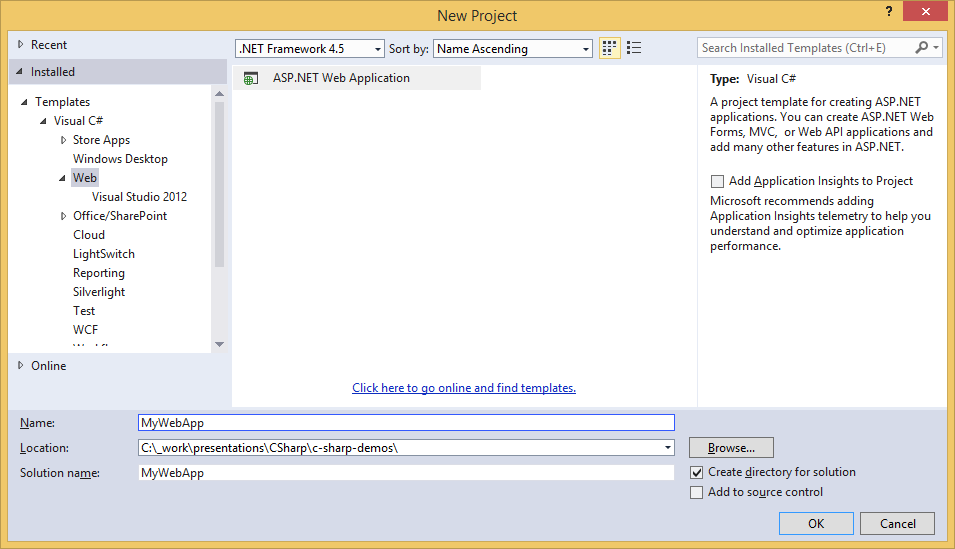 New Project
?
Recent
.NET Framework 4.5
Sort by:
Name Ascending
Search Installed Templates (Ctrl+E)
Installed
Templates
Visual C#
Store Apps
Windows Desktop
Web
Visual Studio 2012
Office/SharePoint
Cloud
LightSwitch
Reporting
Silverlight
Test
WCF
Online
ASP.NET Web Application
Click here to go online and find templates.
Type: Visual C#
A project template for creating ASP.NET
applications. You can create ASP.NET Web
Forms, MVC, or Web API applications and
add many other features in ASP.NET.
Add Application Insights to Project
Microsoft recommends adding
Application Insights telemetry to help you
understand and optimize application
performance.
Name:
MyWebApp
Location:
C:\_work\presentations\CSharp\c-sharp-demos\
Browse...
Solution name:
MyWebApp
Create directory for solution
Add to source control
OK
Cancel